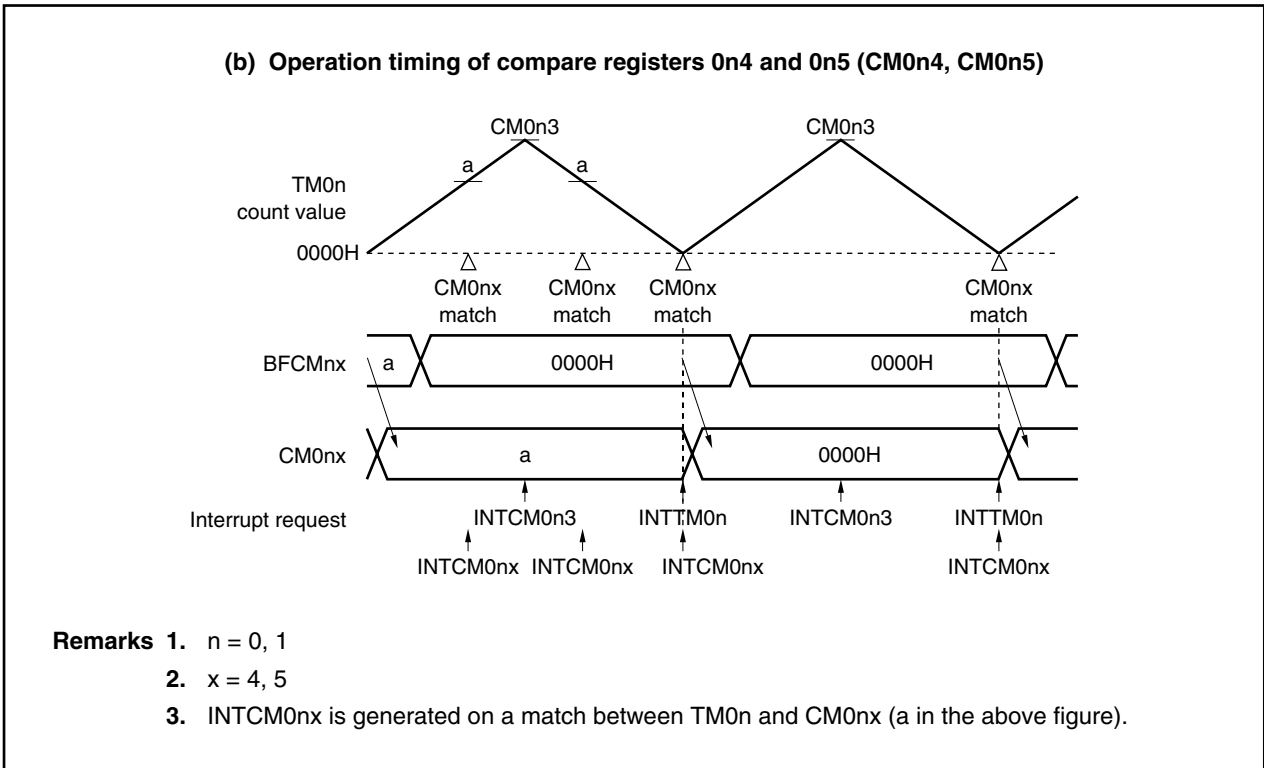 (b) Operation timing of compare registers 0n4 and 0n5 (CM0n4, CM0n5)
CM0n3 CM0n3
a a
TM0n
count value
0000H
CM0nx CM0nx CM0nx CM0nx
match match match match
BFCMnx a 0000H 0000H
CM0nx a 0000H
Interrupt request INTCM0n3 INTTM0n INTCM0n3 INTTM0n
INTCM0nx INTCM0nx INTCM0nx INTCM0nx
Remarks 1. n = 0, 1
2. x = 4, 5
3. INTCM0nx is generated on a match between TM0n and CM0nx (a in the above figure).